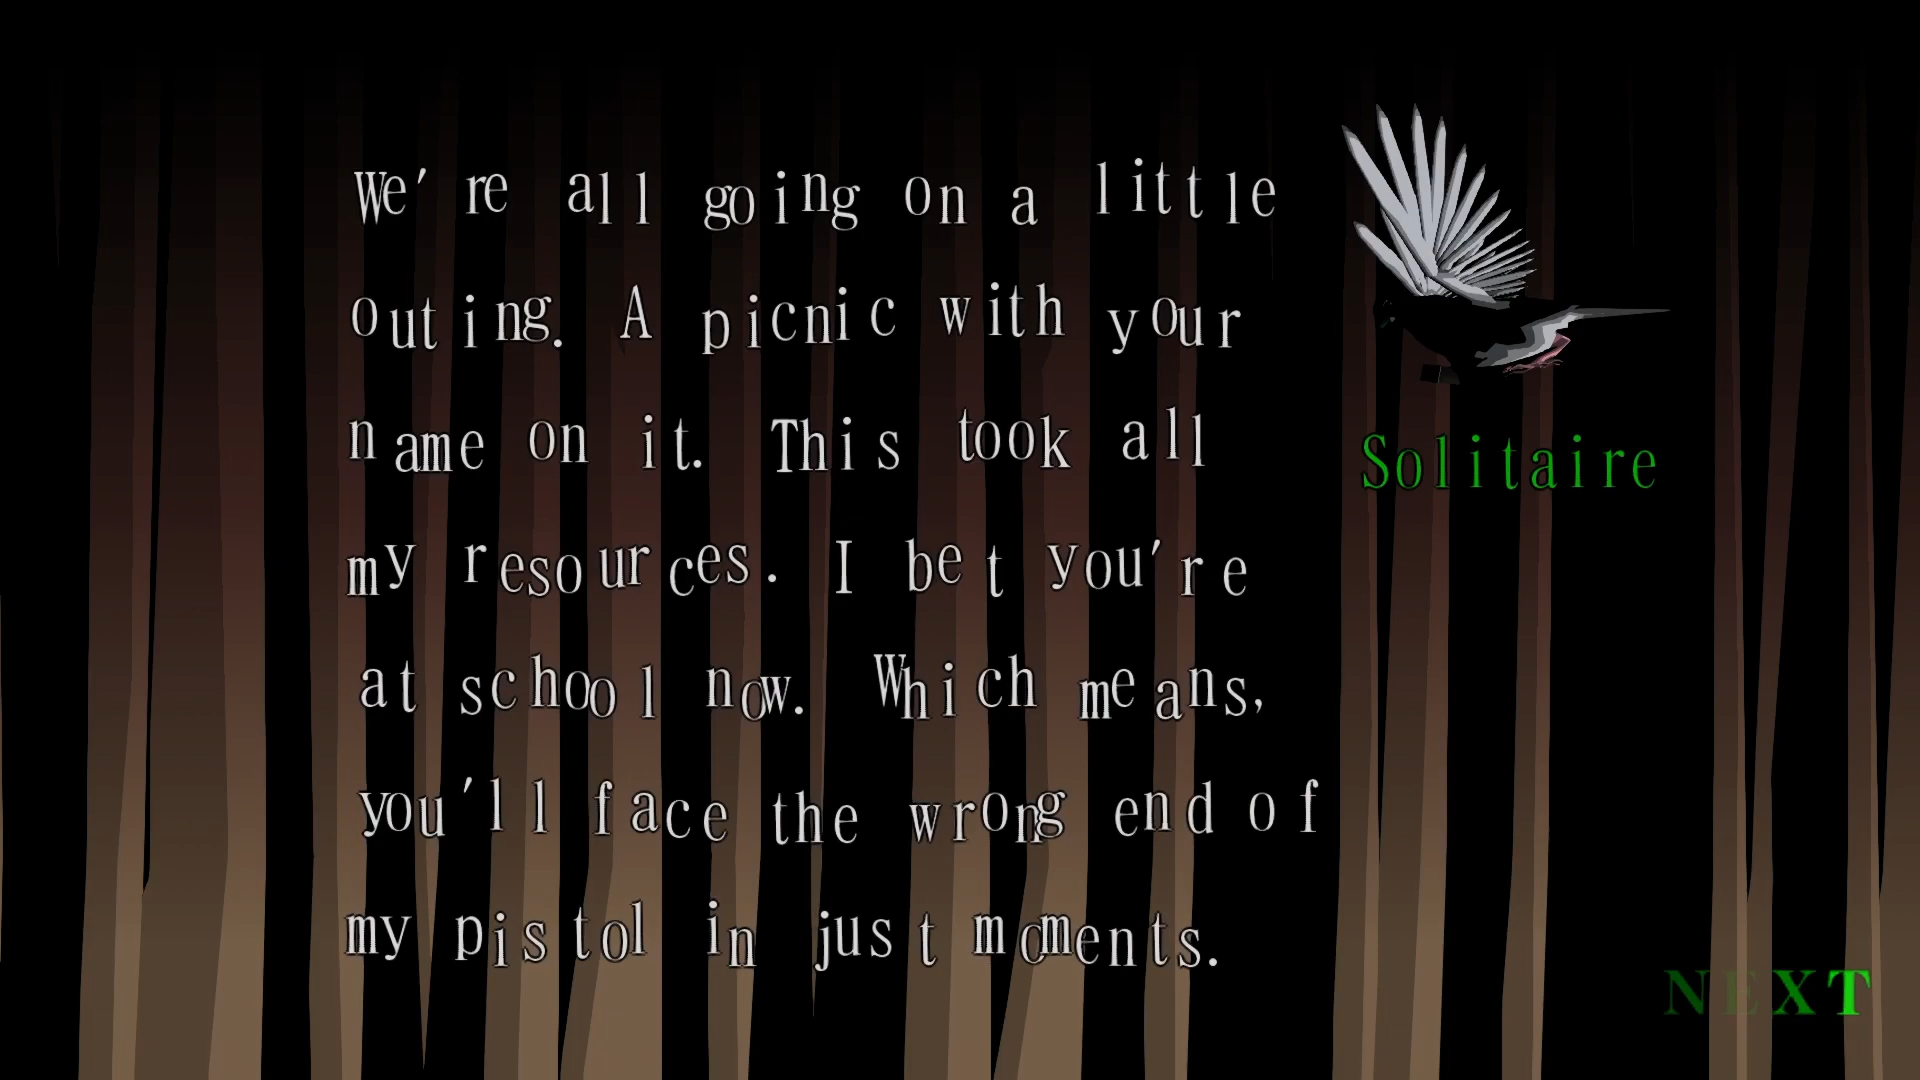 We're all going on a little
outing. A picnic with your
name on it. This took all
my resources. I bet you're
at school now. Which means,
you'll face the wrong end of
my pistol in just moments.
Solitaire
NEXT